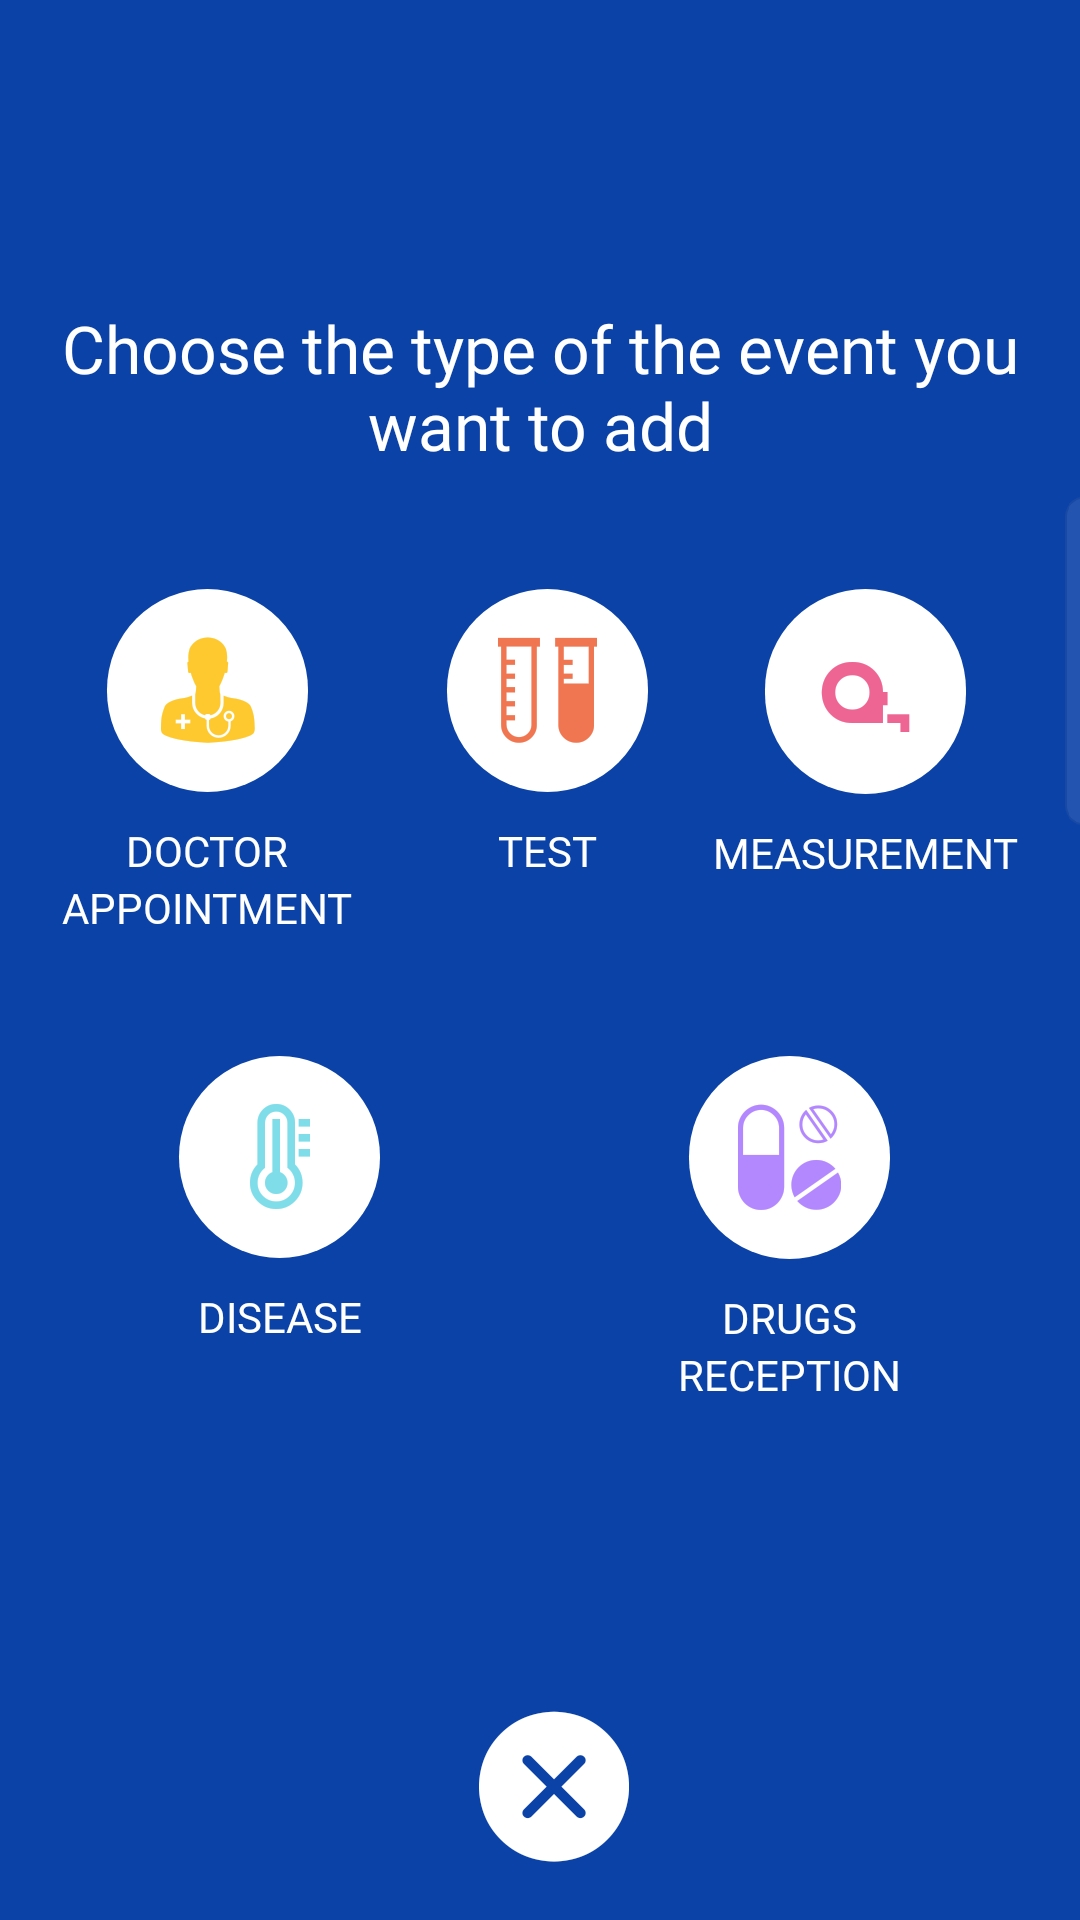 Choose the type of the event you
want to add
DOCTOR
APPOINTMENT
TEST
MEASUREMENT
DISEASE
DRUGS
RECEPTION